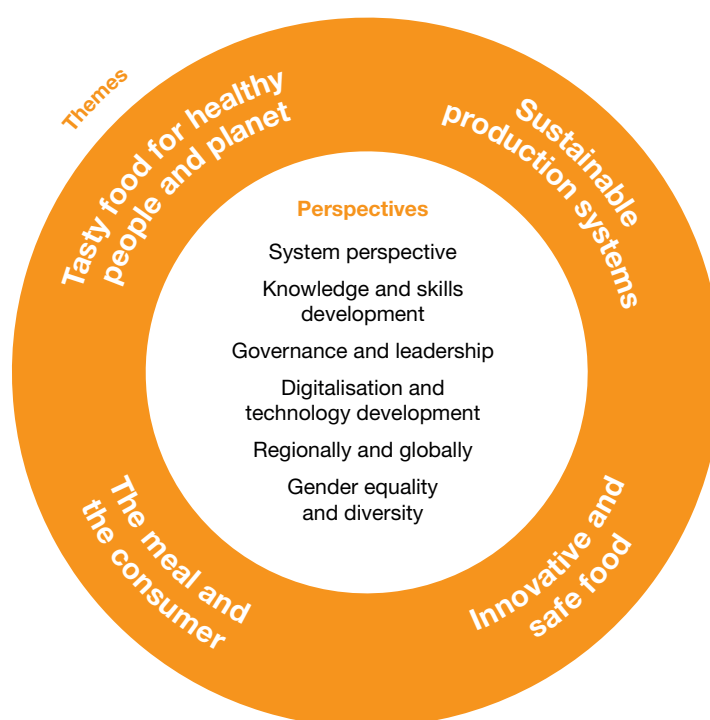 Themes
Tasty food for healthy
people and planet
Sustainable
production systems
Perspectives
System perspective
Knowledge and skills
development
Governance and leadership
Digitalisation and
technology development
Regionally and globally
Gender equality
and diversity
The meal and
the consumer
Innovative and
safe food